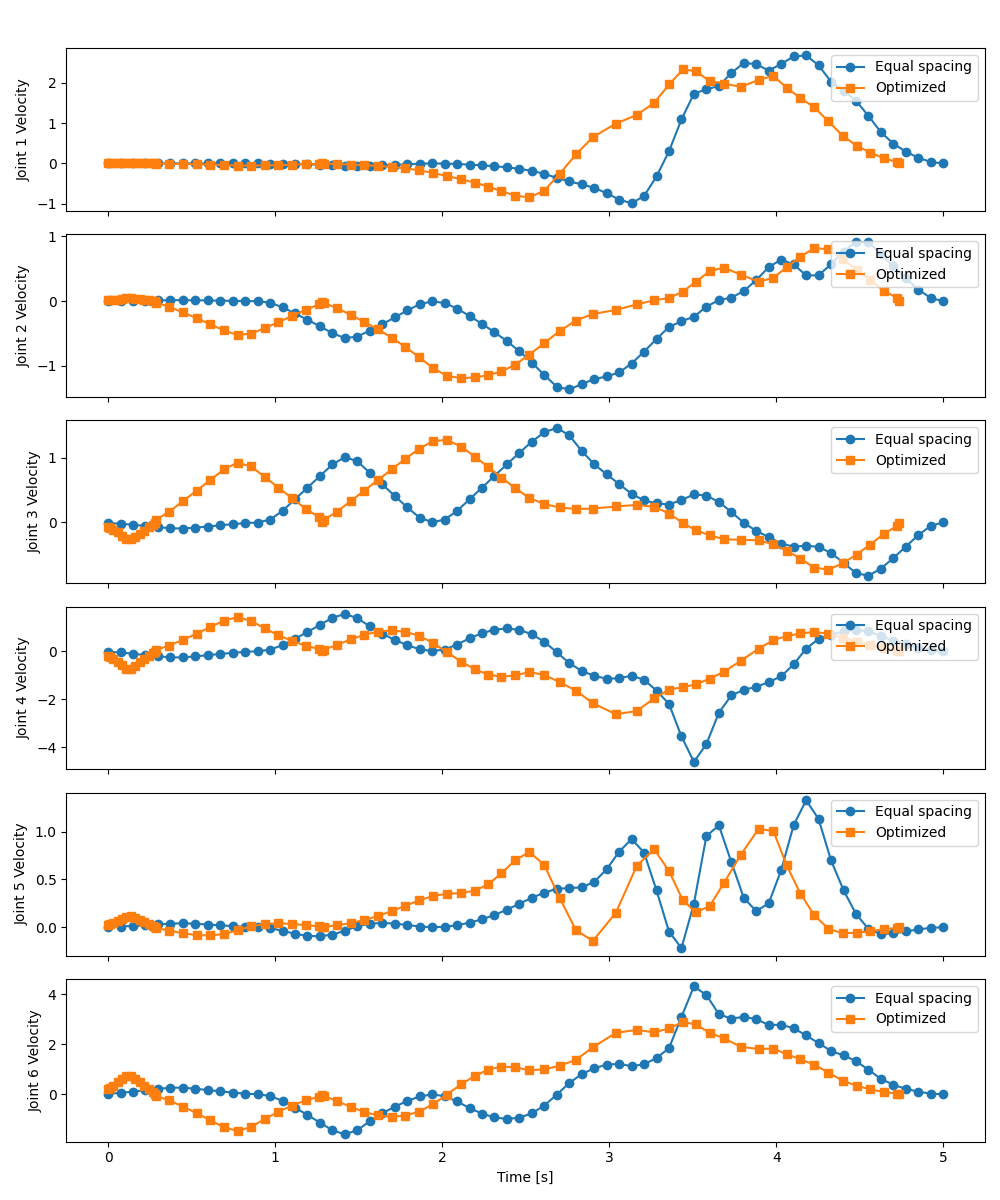 Joint 1 Velocity
2
1
0
−1
Equal spacing
Optimized
Joint 2 Velocity
1
0
−1
Equal spacing
Optimized
Joint 3 Velocity
1
0
Equal spacing
Optimized
Joint 4 Velocity
0
−2
−4
Equal spacing
Optimized
Joint 5 Velocity
1.0
0.5
0.0
Equal spacing
Optimized
Joint 6 Velocity
4
2
0
Equal spacing
Optimized
0 1 2 3 4 5
Time [s]